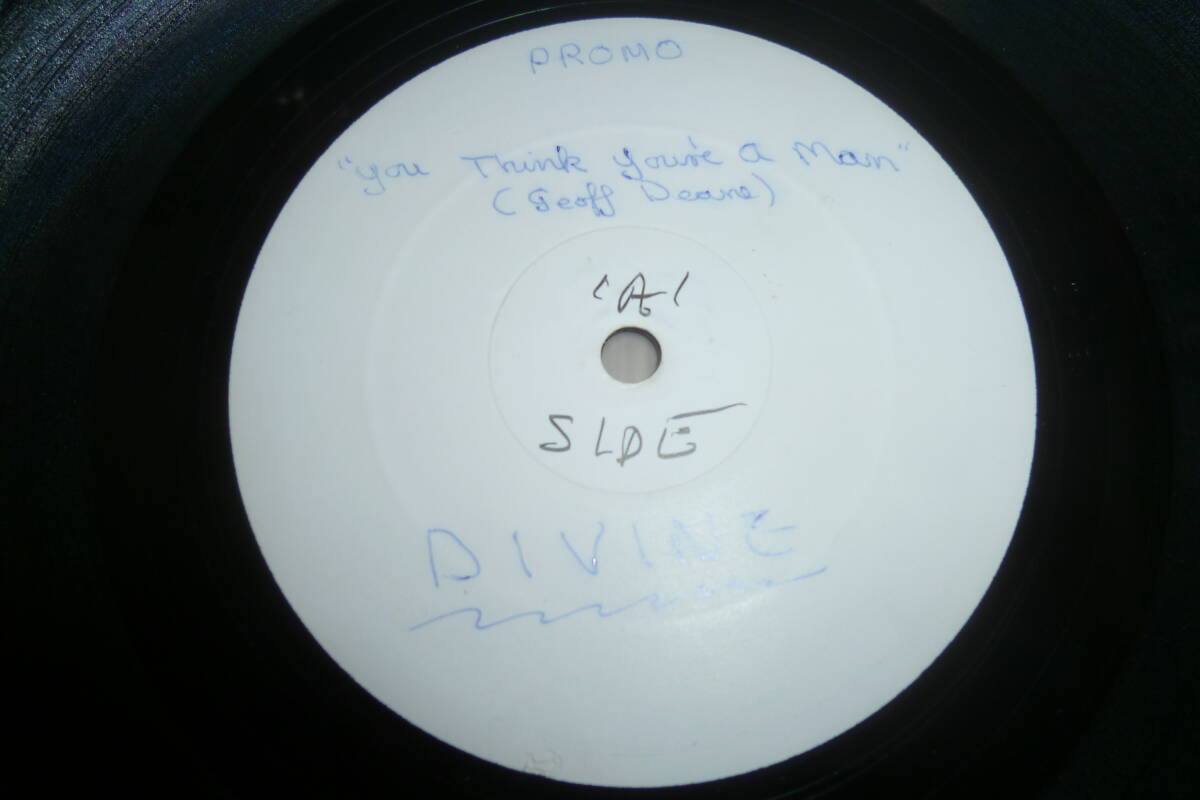 PROMO
"You Think You're a Man"
(Geoff Deane)
'A'
SIDE
DIVINE